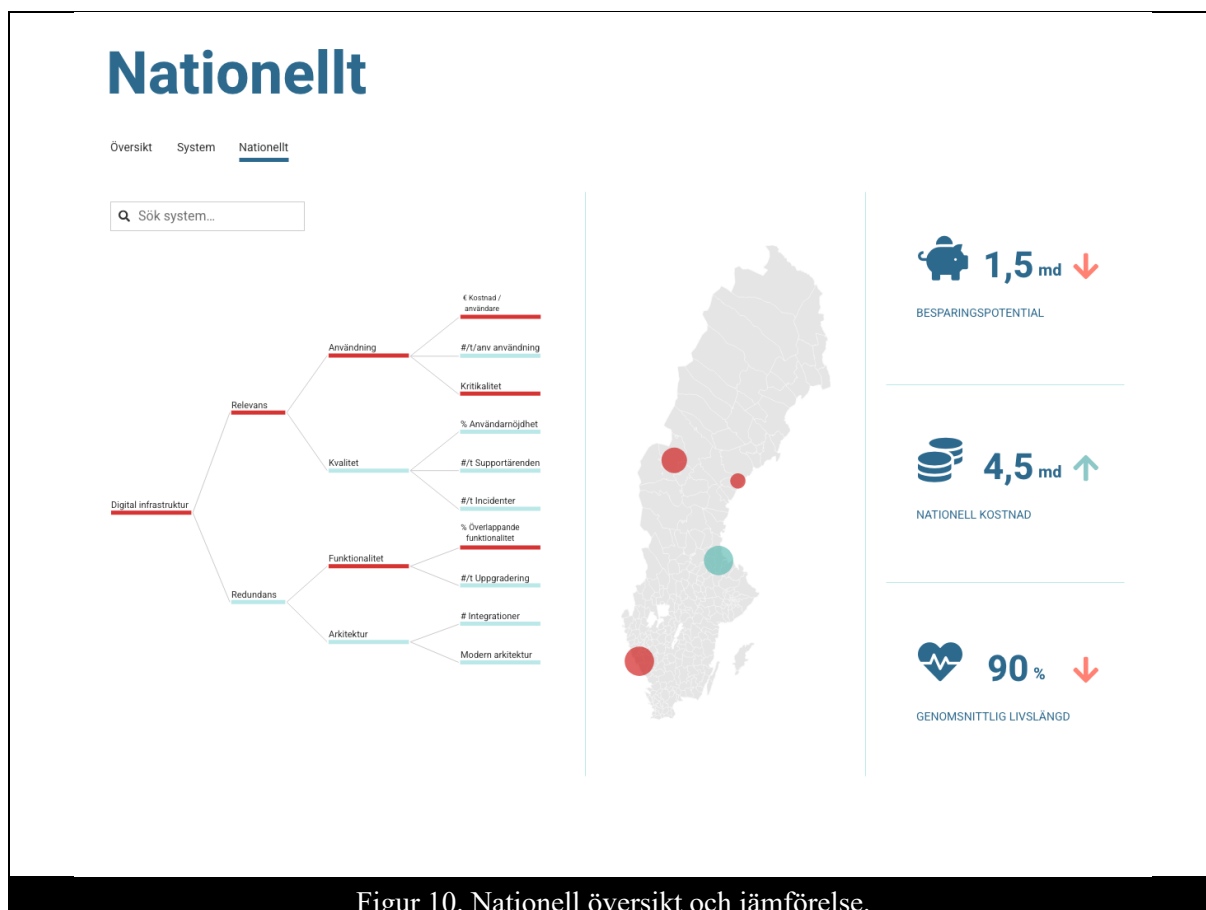 Nationellt
Översikt System Nationellt
Sök system...
Digital infrastruktur
Relevans
Redundans
Användning
Kvalitet
Funktionalitet
Arkitektur
€ Kostnad /
användare
#/t/anv användning
Kritikalitet
% Användarnöjdhet
#/t Supportärenden
#/t Incidenter
% Överlappande
funktionalitet
#/t Uppgradering
# Integrationer
Modern arkitektur
1,5 md
BESPARINGSPOTENTIAL
4,5 md
NATIONELL KOSTNAD
90 %
GENOMSNITTLIG LIVSLÄNGD
Figur 10. Nationell översikt och jämförelse.